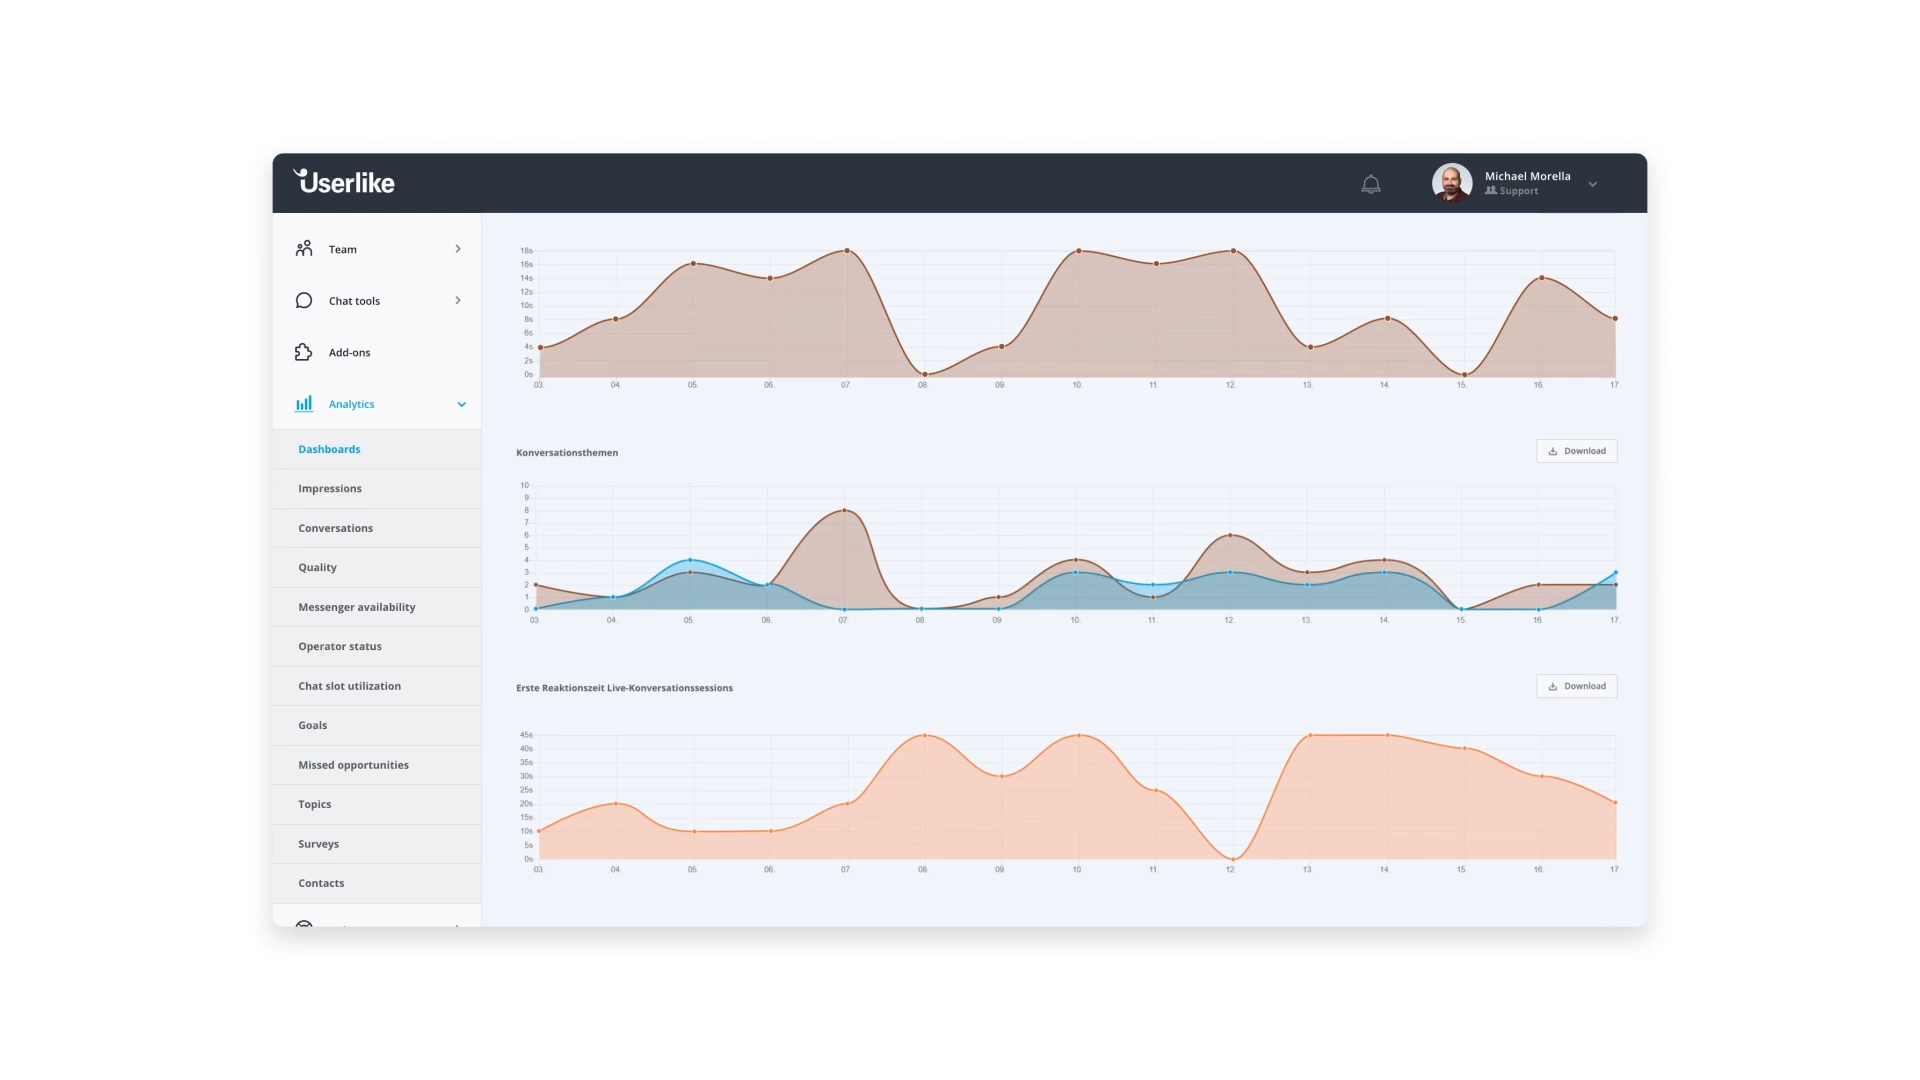 Userlike
Michael Morella
Support
Team
Chat tools
Add-ons
Analytics
Dashboards
Impressions
Conversations
Quality
Messenger availability
Operator status
Chat slot utilization
Goals
Missed opportunities
Topics
Surveys
Contacts
18s
16s
14s
12s
10s
8s
6s
4s
2s
0s
03. 04. 05. 06. 07. 08. 09. 10. 11. 12. 13. 14. 15. 16. 17.
Konversationsthemen
Download
10
9
8
7
6
5
4
3
2
1
0
03. 04. 05. 06. 07. 08. 09. 10. 11. 12. 13. 14. 15. 16. 17.
Erste Reaktionszeit Live-Konversationssessions
Download
45s
40s
35s
30s
25s
20s
15s
10s
5s
0s
03. 04. 05. 06. 07. 08. 09. 10. 11. 12. 13. 14. 15. 16. 17.